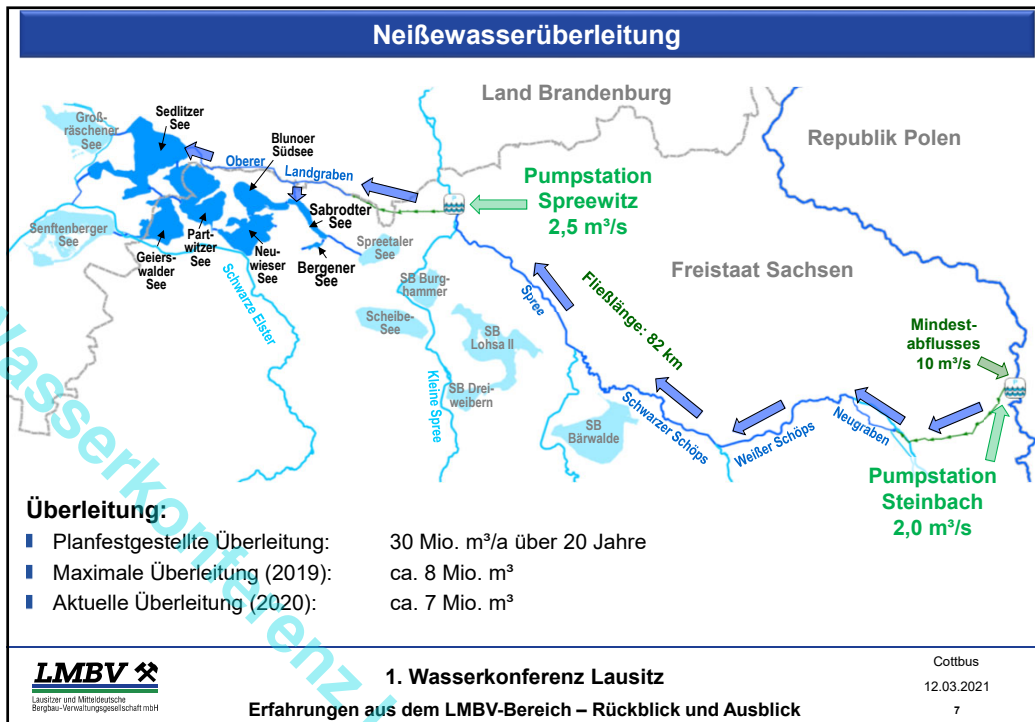 Neißewasserüberleitung
Land Brandenburg
Republik Polen
Freistaat Sachsen
Groß-
räschener
See
Sedlitzer
See
Blunoer
Südsee
Oberer
Landgraben
Pumpstation
Spreewitz
2,5 m³/s
Senftenberger
See
Geiers-
walder
See
Part-
witzer
See
Neu-
wieser
See
Sabrodter
See
Bergener
See
Spreetaler
See
Schwarze Elster
SB Burg-
hammer
Scheibe-
See
SB
Lohsa II
SB Drei-
weibern
Kleine Spree
Spree
Fließlänge: 82 km
SB
Bärwalde
Schwarzer Schöps
Weißer Schöps
Neugraben
Mindest-
abflusses
10 m³/s
Pumpstation
Steinbach
2,0 m³/s
Überleitung:
Planfestgestellte Überleitung: 30 Mio. m³/a über 20 Jahre
Maximale Überleitung (2019): ca. 8 Mio. m³
Aktuelle Überleitung (2020): ca. 7 Mio. m³
Wasserkonferenz
LMBV
Lausitzer und Mitteldeutsche
Bergbau-Verwaltungsgesellschaft mbH
1. Wasserkonferenz Lausitz
Erfahrungen aus dem LMBV-Bereich – Rückblick und Ausblick
Cottbus
12.03.2021
7